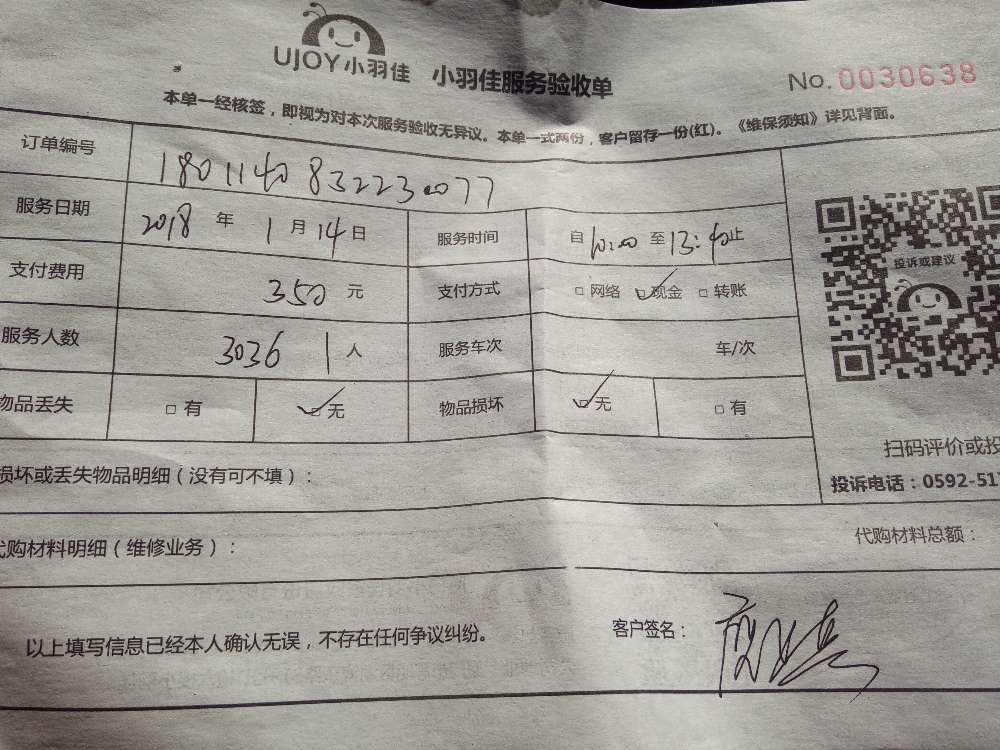 UJOY小羽佳 小羽佳服务验收单 No.0030638
本单一经核签，即视为对本次服务验收无异议。本单一式两份，客户留存一份(红)。《维保须知》详见背面。
订单编号 1801140832230077
服务日期 2018 年 1 月 14 日 服务时间 自 10:00 至 13:40 止
投诉或建议
支付费用 350 元 支付方式 □ 网络 ☑ 现金 □ 转账
服务人数 3036 1 人 服务车次 车/次
物品丢失 □ 有 ☑ 无 物品损坏 ☑ 无 □ 有
扫码评价或投
损坏或丢失物品明细（没有可不填）：
投诉电话：0592-517
代购材料明细（维修业务）： 代购材料总额：
以上填写信息已经本人确认无误，不存在任何争议纠纷。 客户签名：